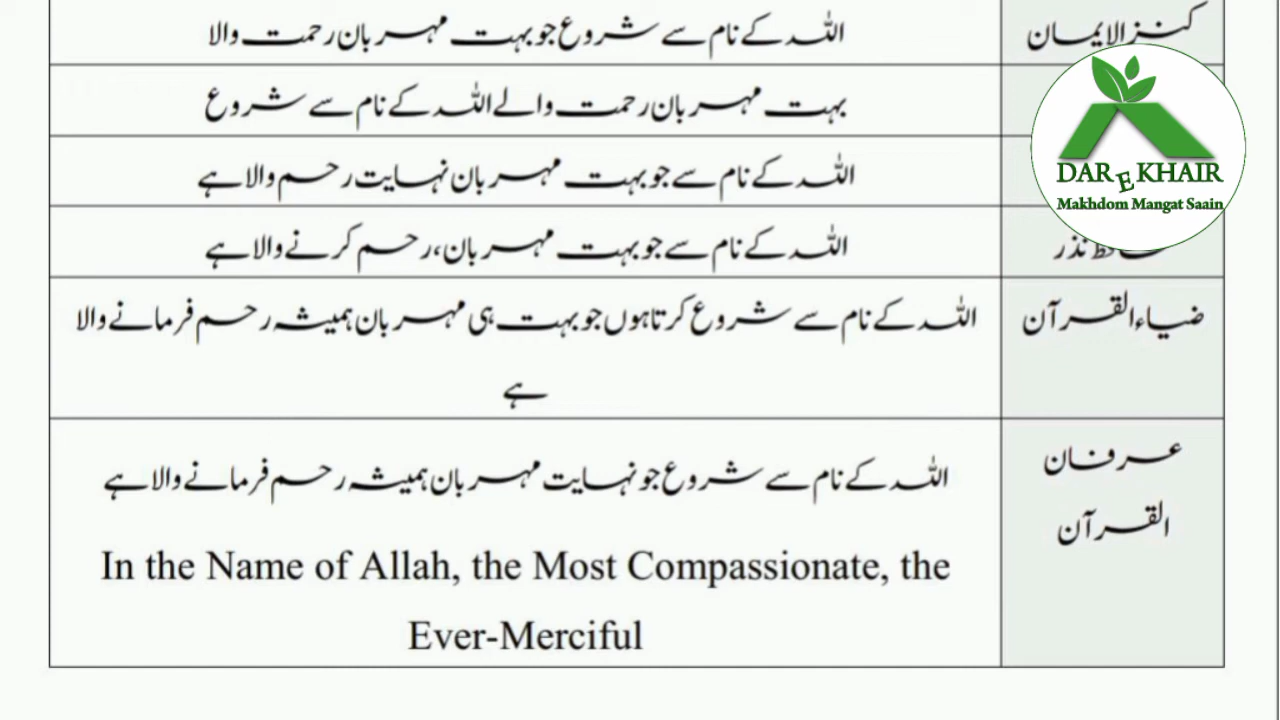 کنزالایمان
اللہ کے نام سے شروع جو بہت مہربان رحمت والا
بہت مہربان رحمت والے اللہ کے نام سے شروع
اللہ کے نام سے جو بہت مہربان نہایت رحم والا ہے
نذر
اللہ کے نام سے جو بہت مہربان، رحم کرنے والا ہے
ضیاءالقرآن
اللہ کے نام سے شروع کرتا ہوں جو بہت ہی مہربان ہمیشہ رحم فرمانے والا
ہے
عرفان
القرآن
اللہ کے نام سے شروع جو نہایت مہربان ہمیشہ رحم فرمانے والا ہے
In the Name of Allah, the Most Compassionate, the
Ever-Merciful
DAR E KHAIR
Makhdom Mangat Saain